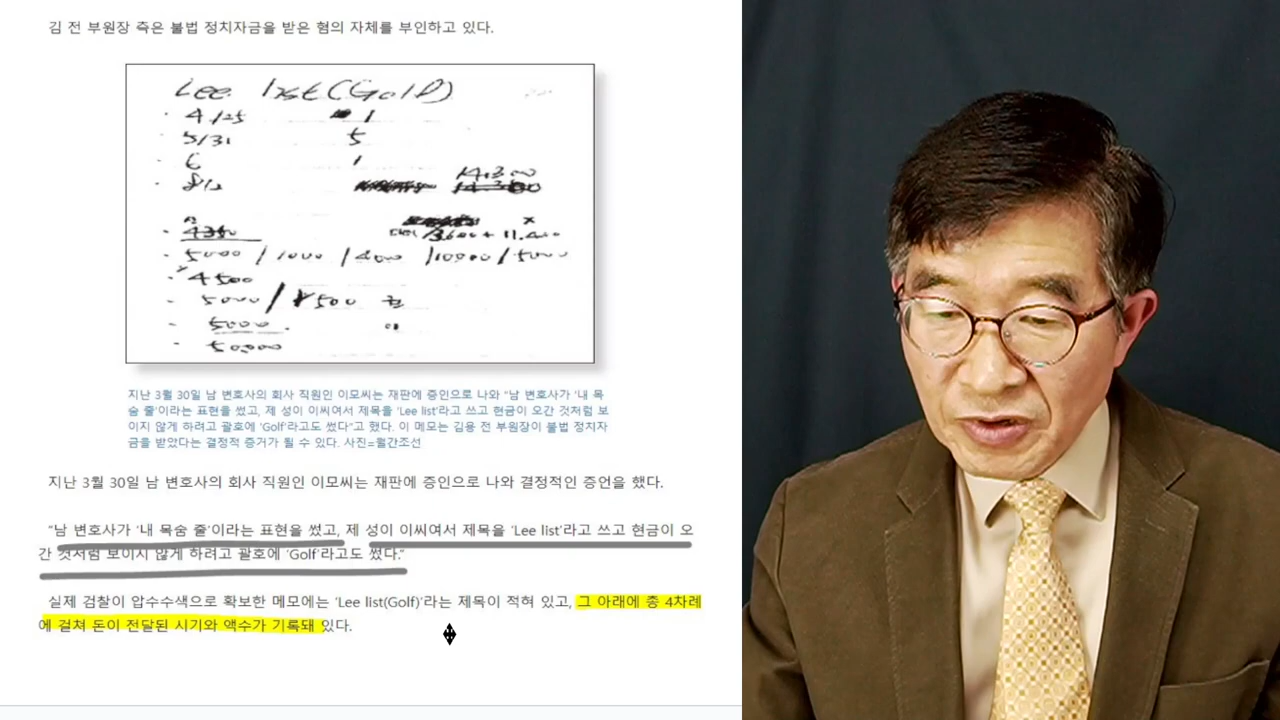 김 전 부원장 측은 불법 정치자금을 받은 혐의 자체를 부인하고 있다.
Lee list(Golf)
4/25 1
5/31 5
6 1
8/2 14.300
4350
13600 + 11.400
5000 / 1000 / 4000 / 10000 / 5000
4500
5000 / 1500
5000
50000
지난 3월 30일 남 변호사의 회사 직원인 이모씨는 재판에 증인으로 나와 “남 변호사가 ‘내 목
숨 줄’이라는 표현을 썼고, 제 성이 이씨여서 제목을 ‘Lee list’라고 쓰고 현금이 오간 것처럼 보
이지 않게 하려고 괄호에 ‘Golf’라고도 썼다”고 했다. 이 메모는 김용 전 부원장이 불법 정치자
금을 받았다는 결정적 증거가 될 수 있다. 사진=월간조선
지난 3월 30일 남 변호사의 회사 직원인 이모씨는 재판에 증인으로 나와 결정적인 증언을 했다.
“남 변호사가 ‘내 목숨 줄’이라는 표현을 썼고, 제 성이 이씨여서 제목을 ‘Lee list’라고 쓰고 현금이 오
간 것처럼 보이지 않게 하려고 괄호에 ‘Golf’라고도 썼다.”
실제 검찰이 압수수색으로 확보한 메모에는 ‘Lee list(Golf)’라는 제목이 적혀 있고, 그 아래에 총 4차례
에 걸쳐 돈이 전달된 시기와 액수가 기록돼 있다.